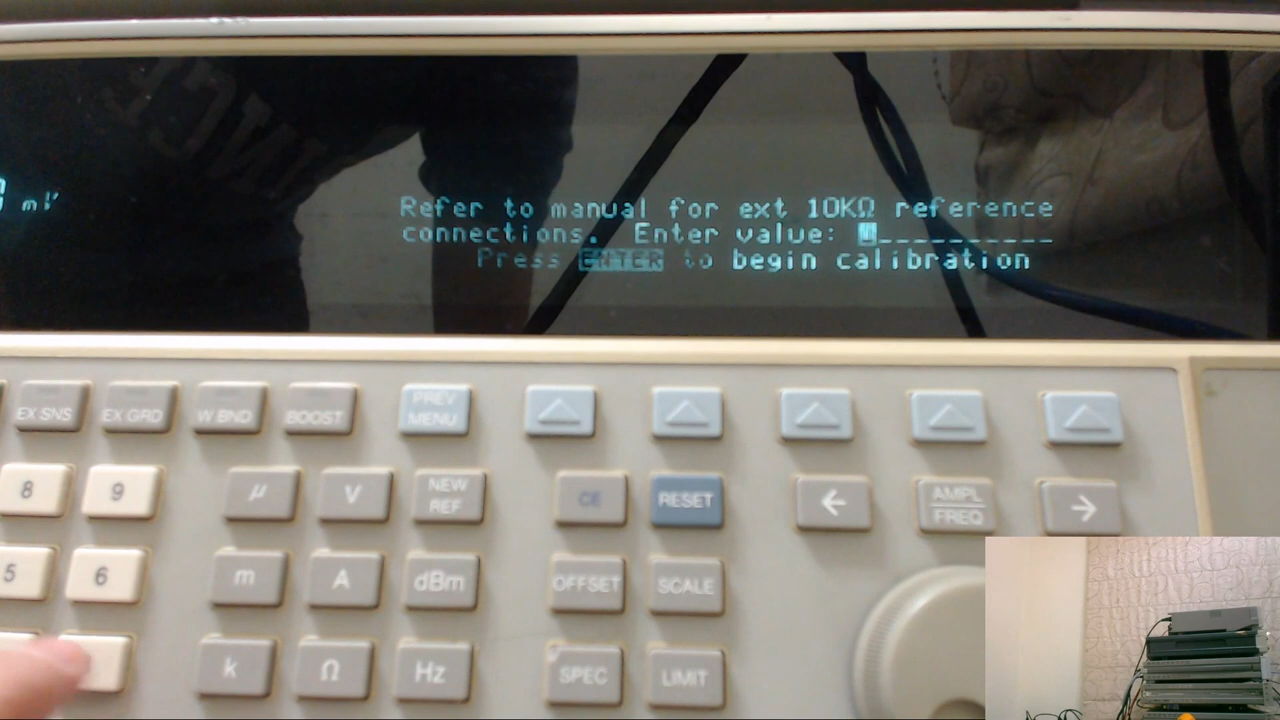 mV
Refer to manual for ext 10KΩ reference
connections. Enter value: _
Press ENTER to begin calibration
EX SNS EX GRD W BND BOOST PREV MENU
8 9 μ V NEW REF CE RESET ← AMPL FREQ →
5 6 m A dBm OFFSET SCALE
k Ω Hz SPEC LIMIT